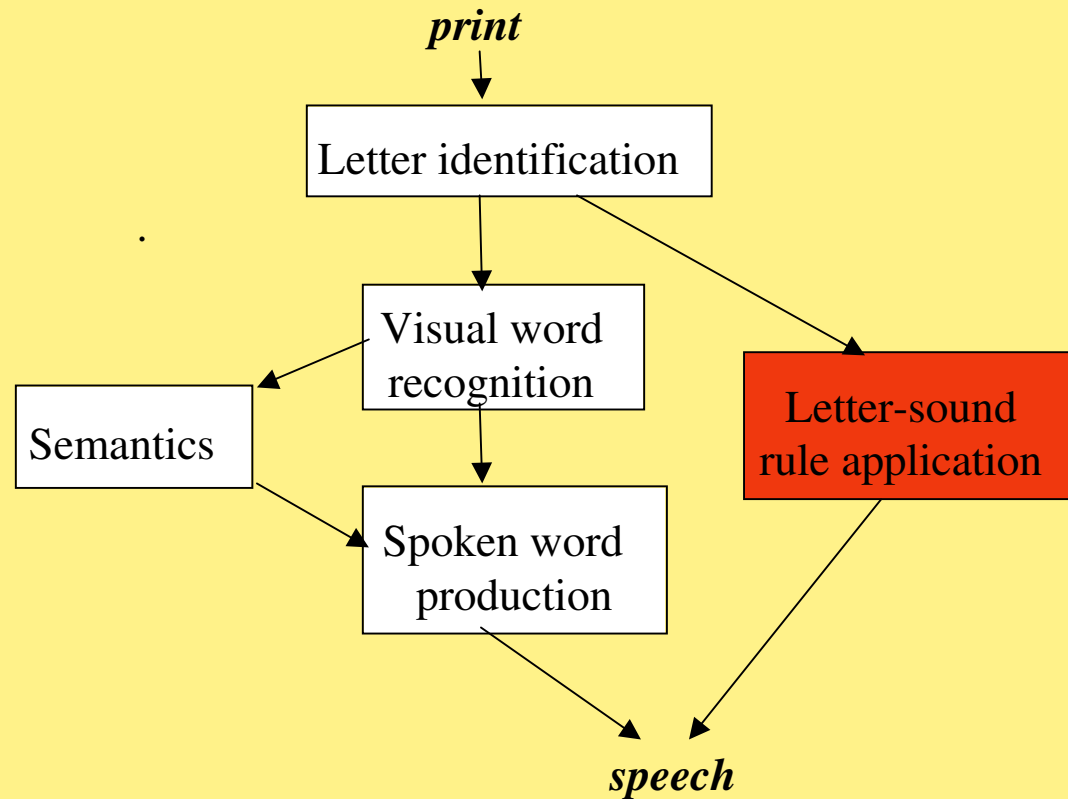 print
Letter identification
.
Visual word
recognition
Semantics
Letter-sound
rule application
Spoken word
production
speech